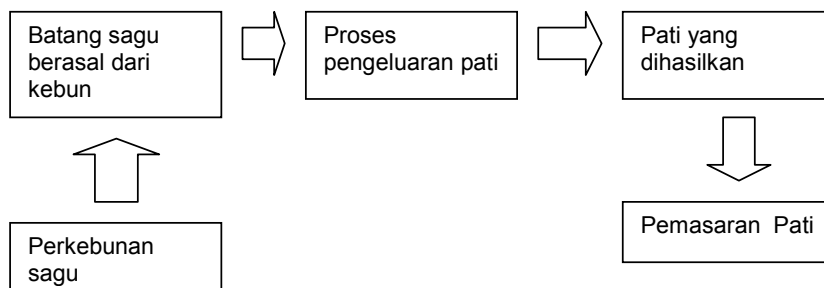 Batang sagu
berasal dari
kebun
Proses
pengeluaran pati
Pati yang
dihasilkan
Perkebunan
sagu
Pemasaran  Pati